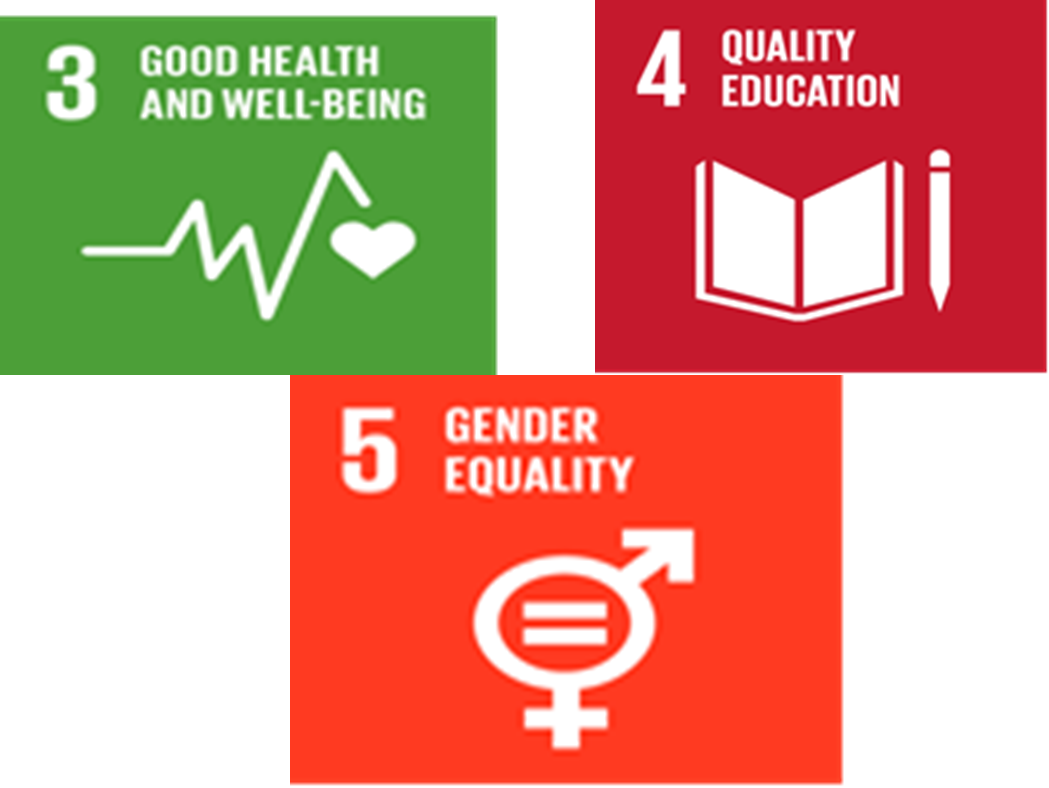 3 GOOD HEALTH
AND WELL-BEING
4 QUALITY
EDUCATION
5 GENDER
EQUALITY